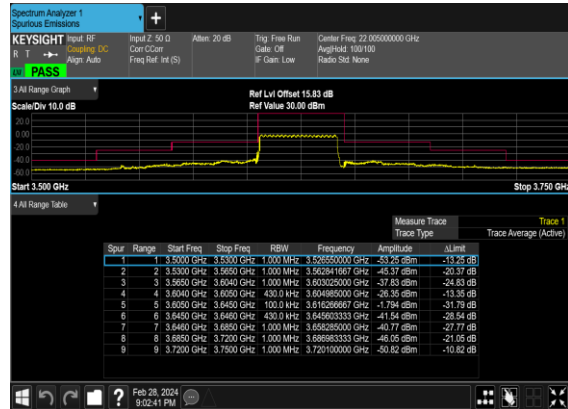 Spectrum Analyzer 1
Spurious Emissions
KEYSIGHT Input: RF Input Z: 50 Ω Atten: 20 dB Trig: Free Run Center Freq: 22.005000000 GHz
R T Coupling: DC Corr CCorr Gate: Off Avg|Hold: 100/100
Align: Auto Freq Ref: Int (S) IF Gain: Low Radio Std: None
PASS
3 All Range Graph
Ref Lvl Offset 15.83 dB
Scale/Div 10.0 dB Ref Value 30.00 dBm
20.0
0.00
-20.0
-40.0
-60.0
Start 3.500 GHz Stop 3.750 GHz
4 All Range Table
Measure Trace Trace 1
Trace Type Trace Average (Active)
Spur Range Start Freq Stop Freq RBW Frequency Amplitude ΔLimit
1 1 3.5000 GHz 3.5300 GHz 1.000 MHz 3.526550000 GHz -53.25 dBm -13.25 dB
2 2 3.5300 GHz 3.5650 GHz 1.000 MHz 3.562841667 GHz -45.37 dBm -20.37 dB
3 3 3.5650 GHz 3.6040 GHz 1.000 MHz 3.603025000 GHz -37.83 dBm -24.83 dB
4 4 3.6040 GHz 3.6050 GHz 430.0 kHz 3.604985000 GHz -26.35 dBm -13.35 dB
5 5 3.6050 GHz 3.6450 GHz 100.0 kHz 3.616266667 GHz -1.794 dBm -31.79 dB
6 6 3.6450 GHz 3.6460 GHz 430.0 kHz 3.645603333 GHz -41.54 dBm -28.54 dB
7 7 3.6460 GHz 3.6850 GHz 1.000 MHz 3.658285000 GHz -40.77 dBm -27.77 dB
8 8 3.6850 GHz 3.7200 GHz 1.000 MHz 3.686983333 GHz -46.05 dBm -21.05 dB
9 9 3.7200 GHz 3.7500 GHz 1.000 MHz 3.720100000 GHz -50.82 dBm -10.82 dB
Feb 28, 2024
9:02:41 PM